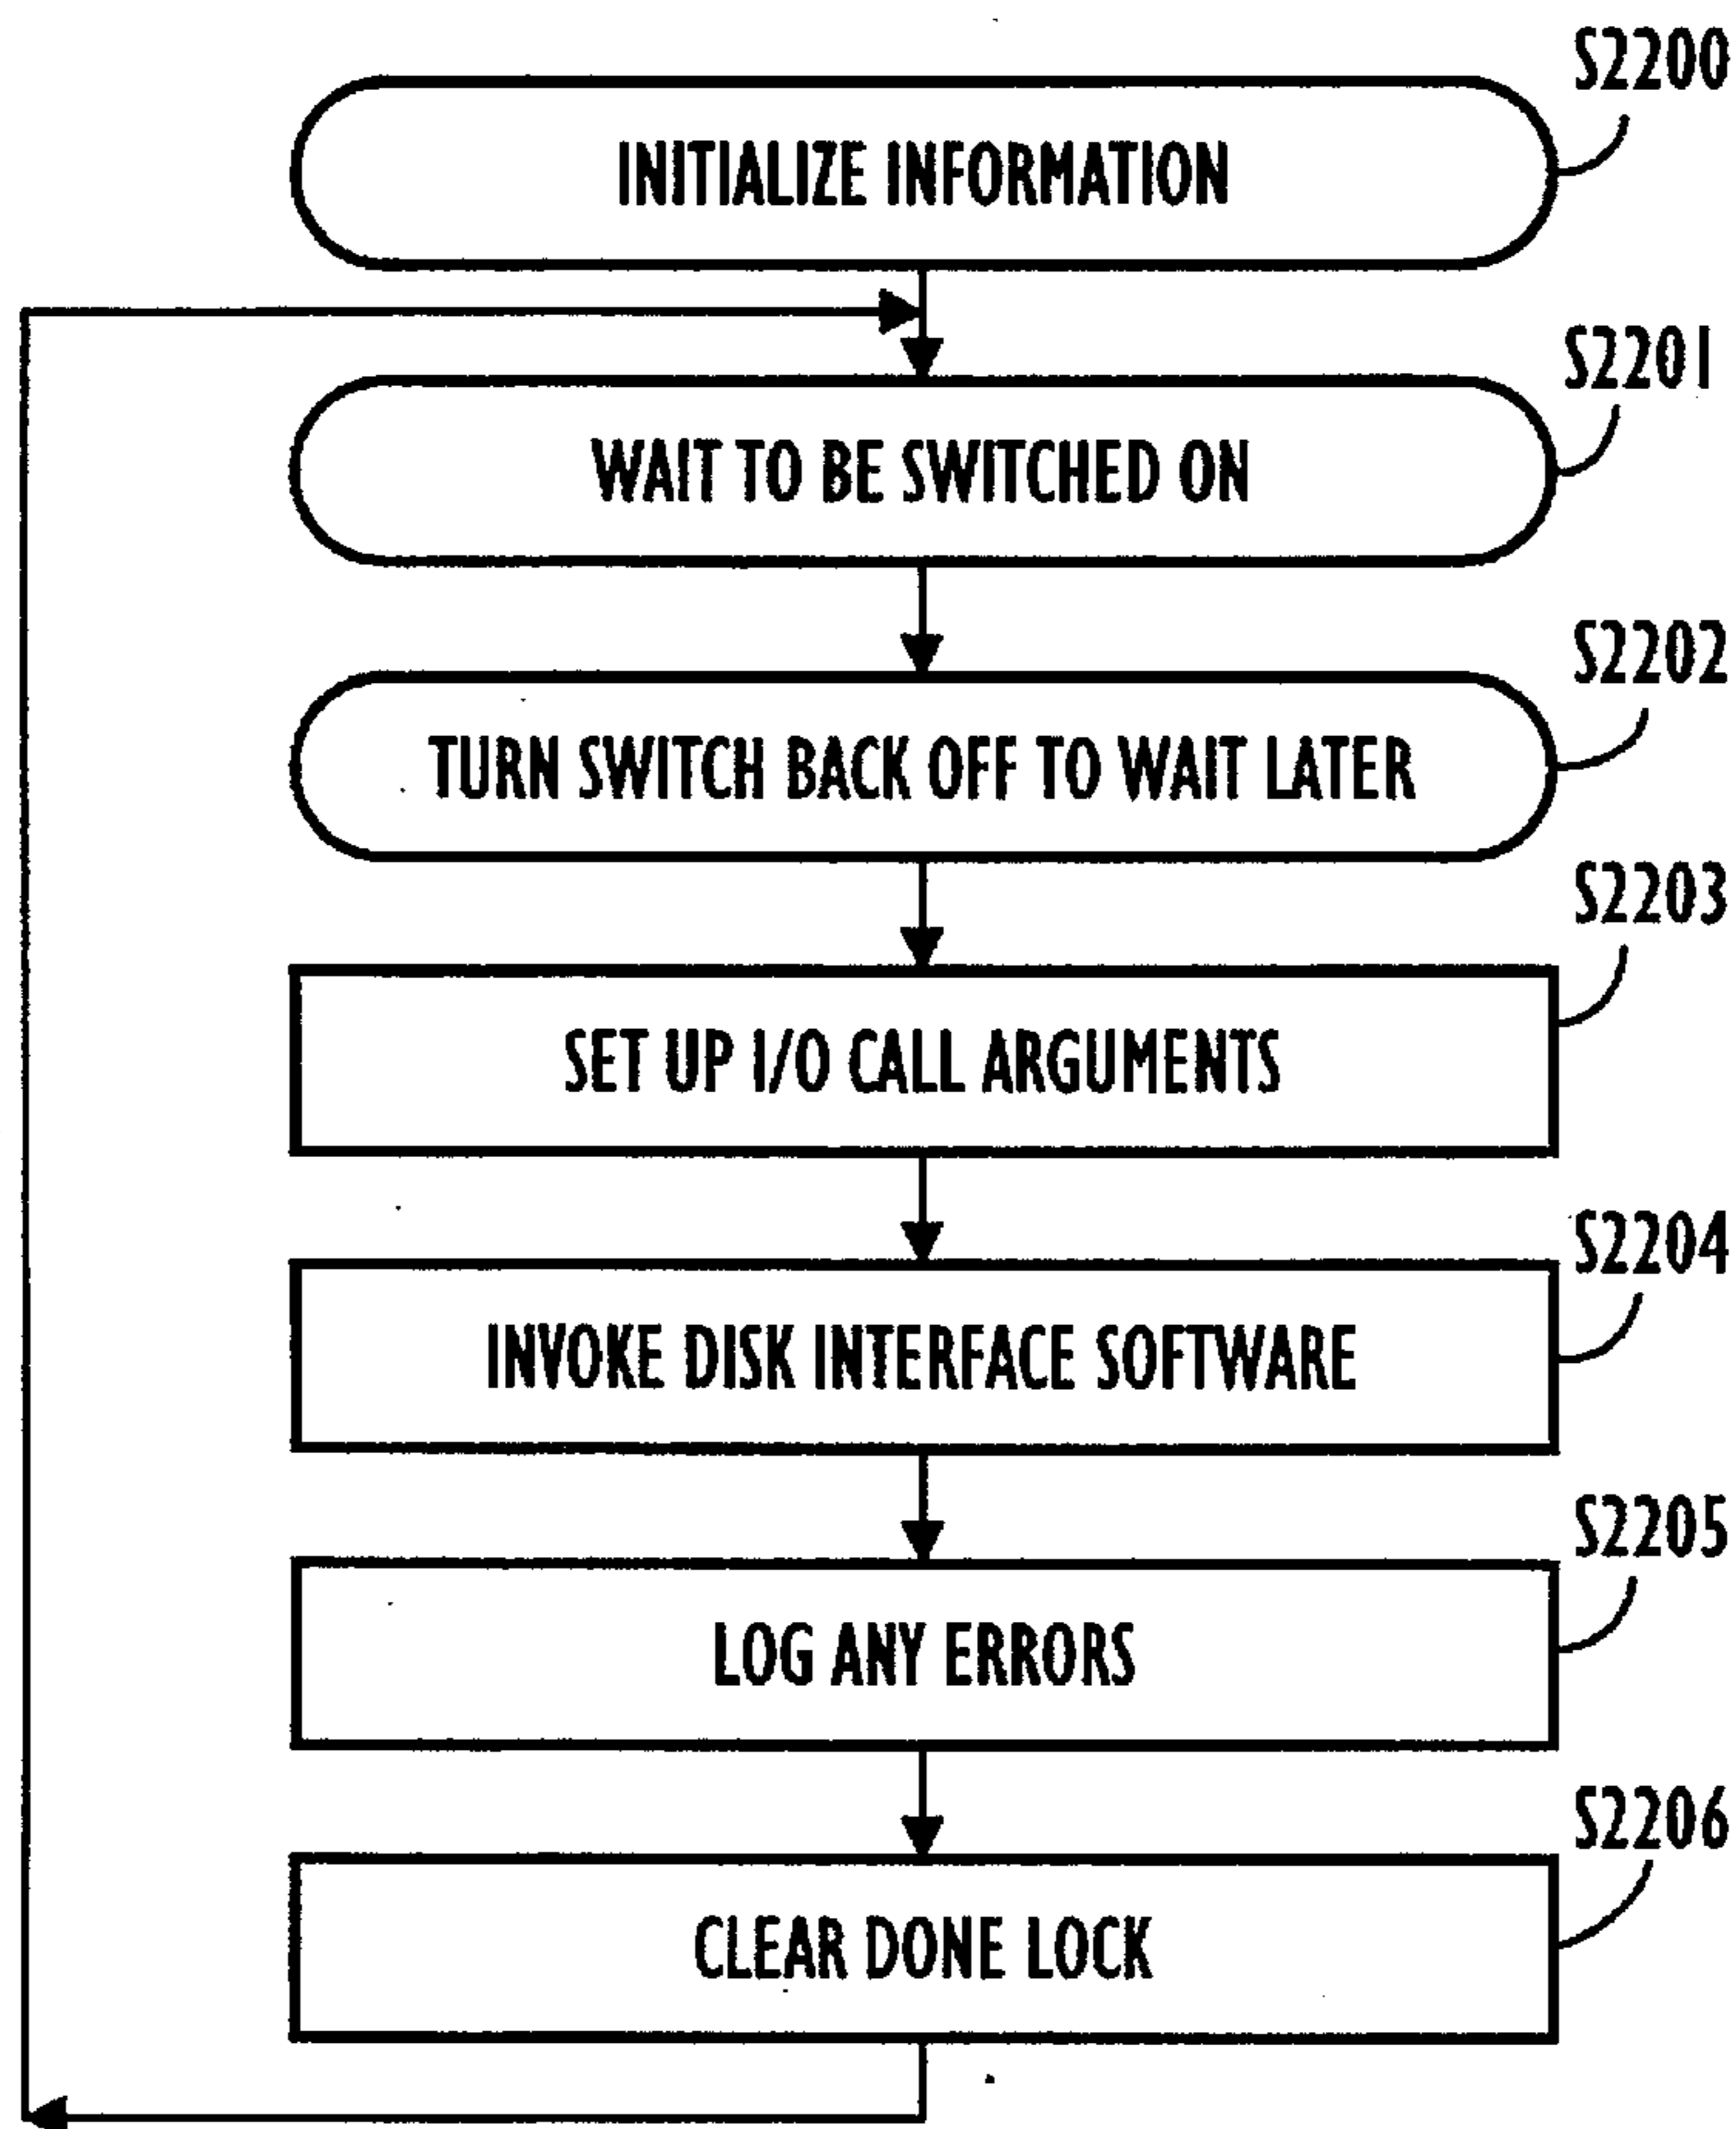 S2200
INITIALIZE INFORMATION
S2201
WAIT TO BE SWITCHED ON
S2202
TURN SWITCH BACK OFF TO WAIT LATER
S2203
SET UP I/O CALL ARGUMENTS
S2204
INVOKE DISK INTERFACE SOFTWARE
S2205
LOG ANY ERRORS
S2206
CLEAR DONE LOCK